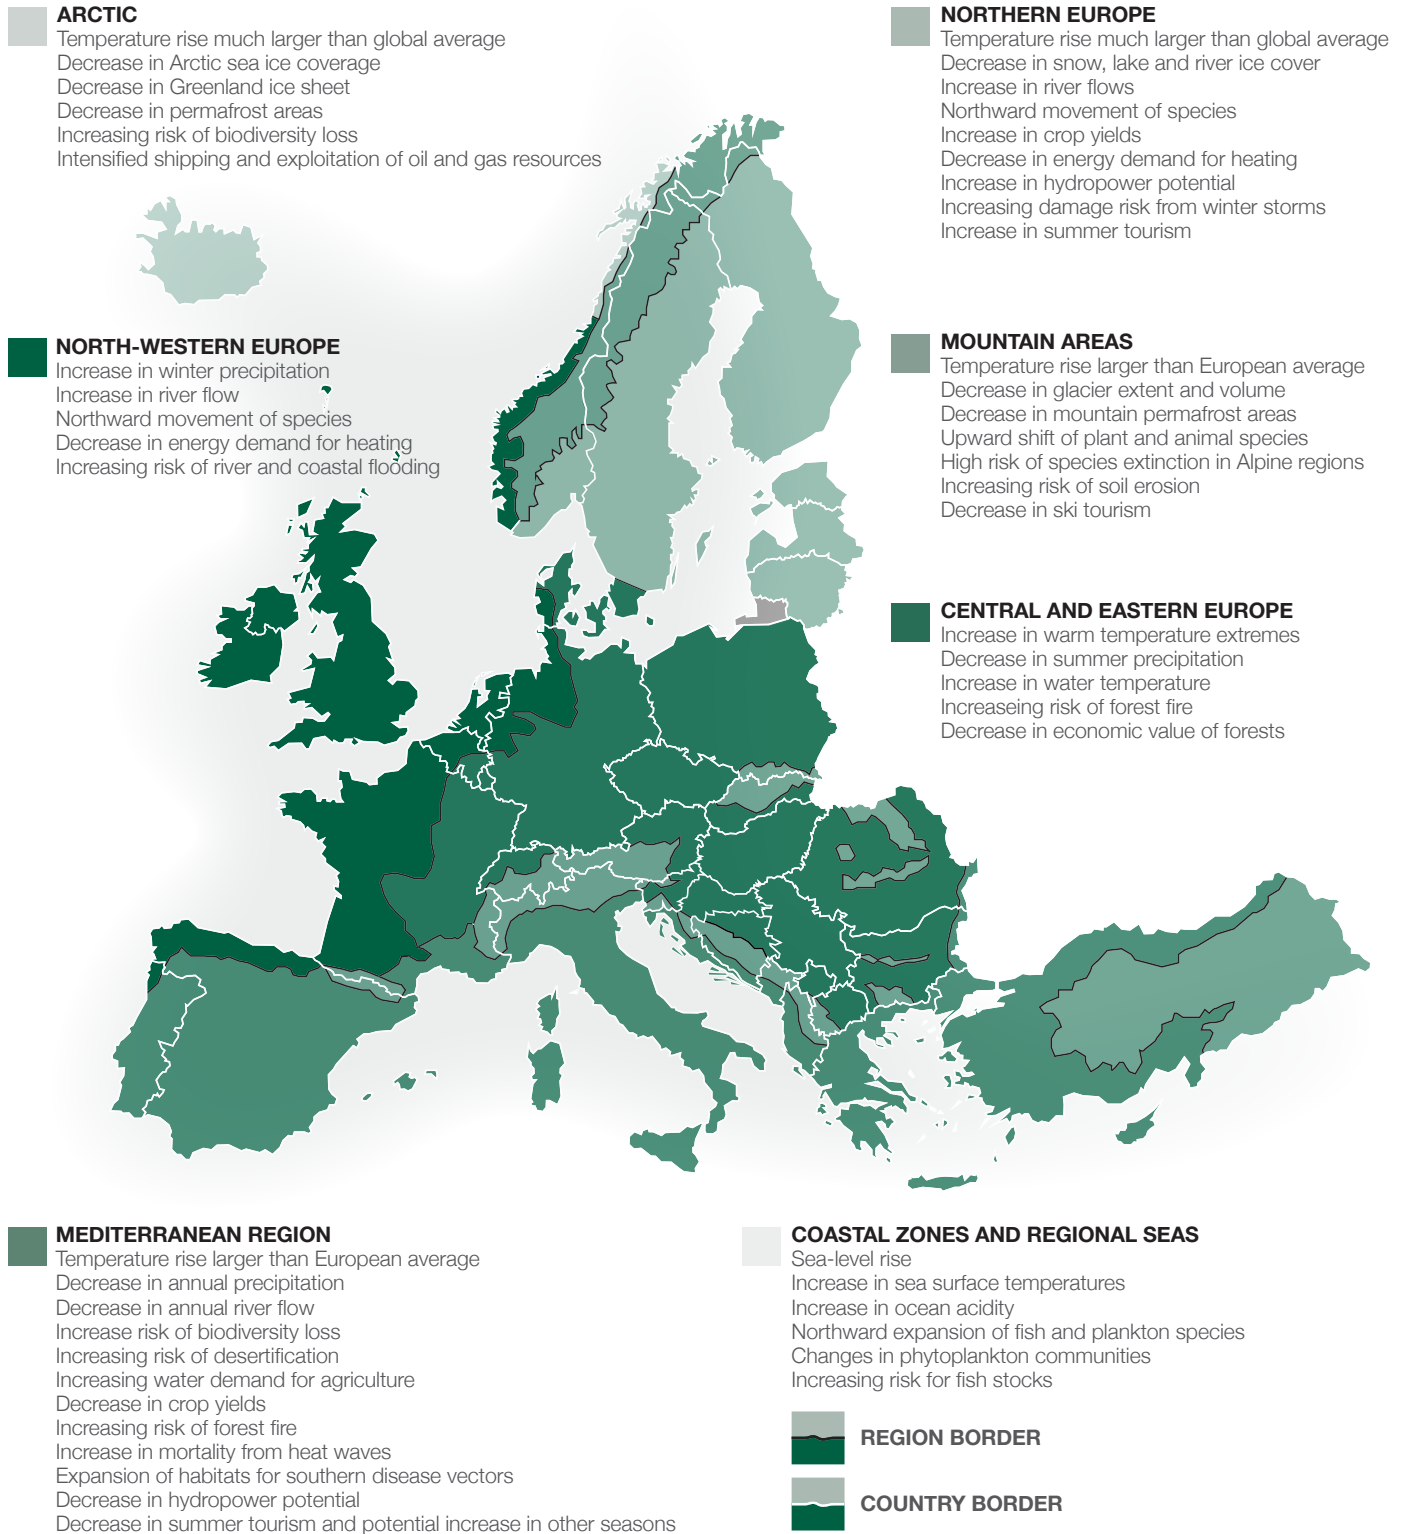 ARCTIC
Temperature rise much larger than global average
Decrease in Arctic sea ice coverage
Decrease in Greenland ice sheet
Decrease in permafrost areas
Increasing risk of biodiversity loss
Intensified shipping and exploitation of oil and gas resources
NORTHERN EUROPE
Temperature rise much larger than global average
Decrease in snow, lake and river ice cover
Increase in river flows
Northward movement of species
Increase in crop yields
Decrease in energy demand for heating
Increase in hydropower potential
Increasing damage risk from winter storms
Increase in summer tourism
NORTH-WESTERN EUROPE
Increase in winter precipitation
Increase in river flow
Northward movement of species
Decrease in energy demand for heating
Increasing risk of river and coastal flooding
MOUNTAIN AREAS
Temperature rise larger than European average
Decrease in glacier extent and volume
Decrease in mountain permafrost areas
Upward shift of plant and animal species
High risk of species extinction in Alpine regions
Increasing risk of soil erosion
Decrease in ski tourism
CENTRAL AND EASTERN EUROPE
Increase in warm temperature extremes
Decrease in summer precipitation
Increase in water temperature
Increaseing risk of forest fire
Decrease in economic value of forests
MEDITERRANEAN REGION
Temperature rise larger than European average
Decrease in annual precipitation
Decrease in annual river flow
Increase risk of biodiversity loss
Increasing risk of desertification
Increasing water demand for agriculture
Decrease in crop yields
Increasing risk of forest fire
Increase in mortality from heat waves
Expansion of habitats for southern disease vectors
Decrease in hydropower potential
Decrease in summer tourism and potential increase in other seasons
COASTAL ZONES AND REGIONAL SEAS
Sea-level rise
Increase in sea surface temperatures
Increase in ocean acidity
Northward expansion of fish and plankton species
Changes in phytoplankton communities
Increasing risk for fish stocks
REGION BORDER
COUNTRY BORDER